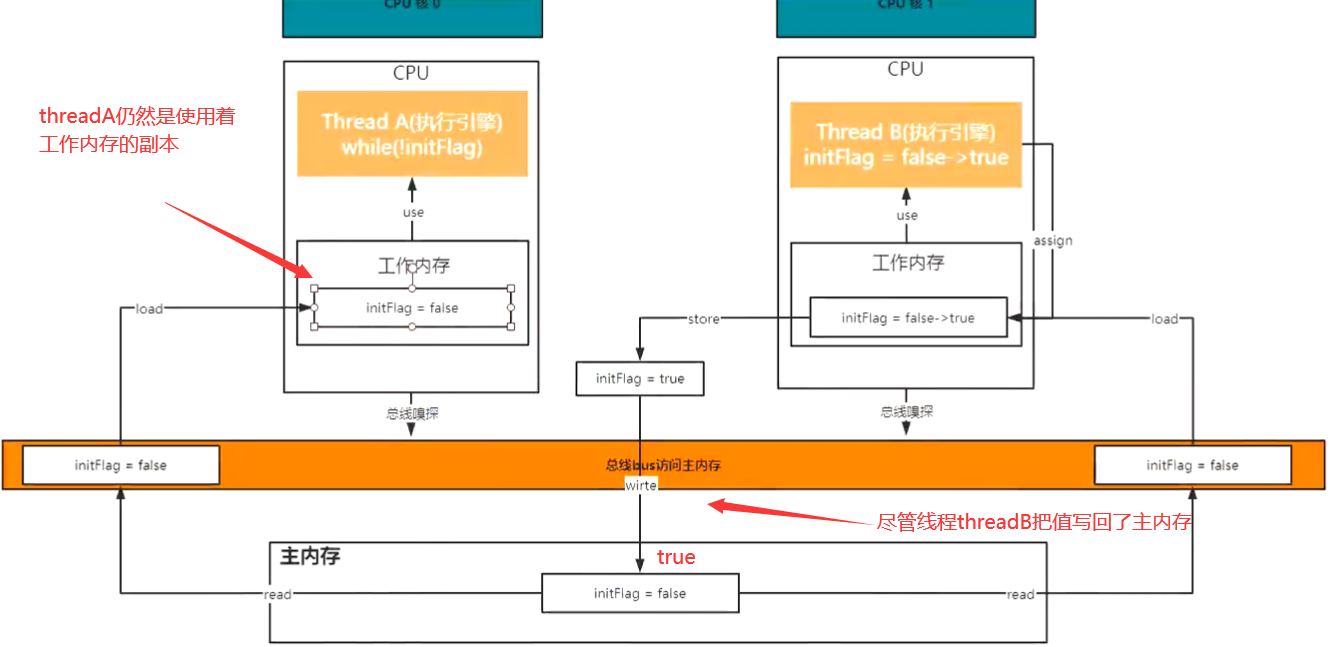 CPU 核 0
CPU 核 1
CPU
CPU
threadA仍然是使用着
工作内存的副本
Thread A(执行引擎)
while(!initFlag)
Thread B(执行引擎)
initFlag = false->true
use
use
assign
工作内存
工作内存
initFlag = false
initFlag = false->true
load
store
load
initFlag = true
总线嗅探
总线嗅探
initFlag = false
总线bus访问主内存
initFlag = false
wirte
尽管线程threadB把值写回了主内存
主内存
true
read
initFlag = false
read